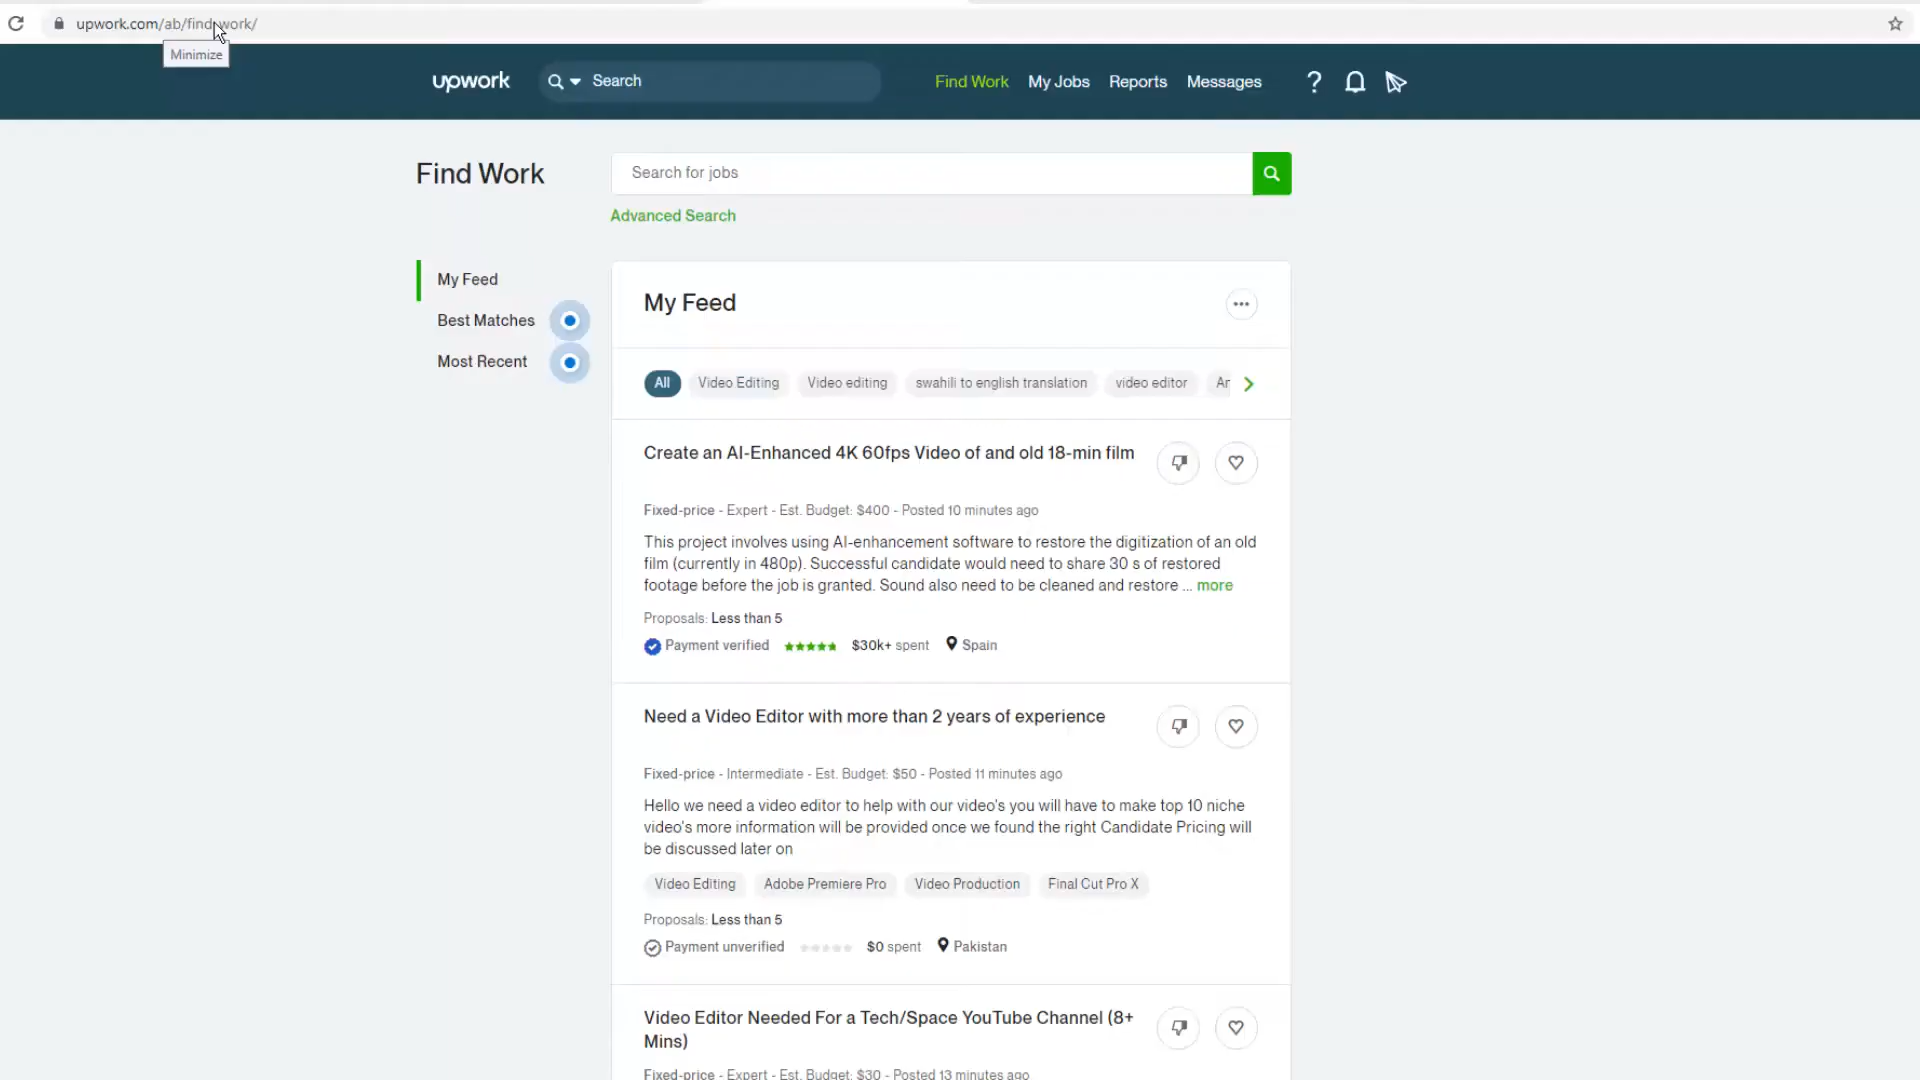 upwork.com/ab/find-work/
Minimize
upwork
Search
Find Work
My Jobs
Reports
Messages
Find Work
Search for jobs
Advanced Search
My Feed
Best Matches
Most Recent
My Feed
All
Video Editing
Video editing
swahili to english translation
video editor
Ar
Create an AI-Enhanced 4K 60fps Video of and old 18-min film
Fixed-price - Expert - Est. Budget: $400 - Posted 10 minutes ago
This project involves using AI-enhancement software to restore the digitization of an old
film (currently in 480p). Successful candidate would need to share 30 s of restored
footage before the job is granted. Sound also need to be cleaned and restore ... more
Proposals: Less than 5
Payment verified $30k+ spent Spain
Need a Video Editor with more than 2 years of experience
Fixed-price - Intermediate - Est. Budget: $50 - Posted 11 minutes ago
Hello we need a video editor to help with our video's you will have to make top 10 niche
video's more information will be provided once we found the right Candidate Pricing will
be discussed later on
Video Editing
Adobe Premiere Pro
Video Production
Final Cut Pro X
Proposals: Less than 5
Payment unverified $0 spent Pakistan
Video Editor Needed For a Tech/Space YouTube Channel (8+
Mins)
Fixed-price - Expert - Est. Budget: $30 - Posted 13 minutes ago